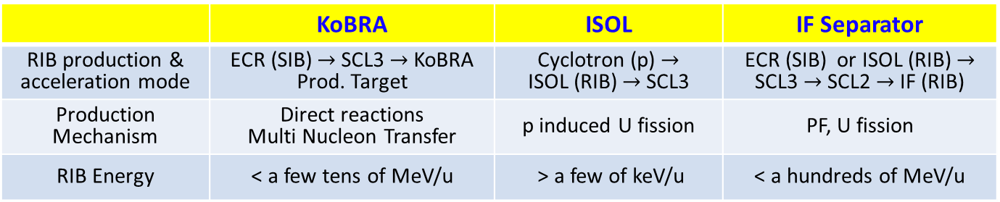 KoBRA ISOL IF Separator
RIB production &
acceleration mode
ECR (SIB) → SCL3 → KoBRA
Prod. Target
Cyclotron (p) →
ISOL (RIB) → SCL3
ECR (SIB) or ISOL (RIB) →
SCL3 → SCL2 → IF (RIB)
Production
Mechanism
Direct reactions
Multi Nucleon Transfer
p induced U fission
PF, U fission
RIB Energy
< a few tens of MeV/u
> a few of keV/u
< a hundreds of MeV/u